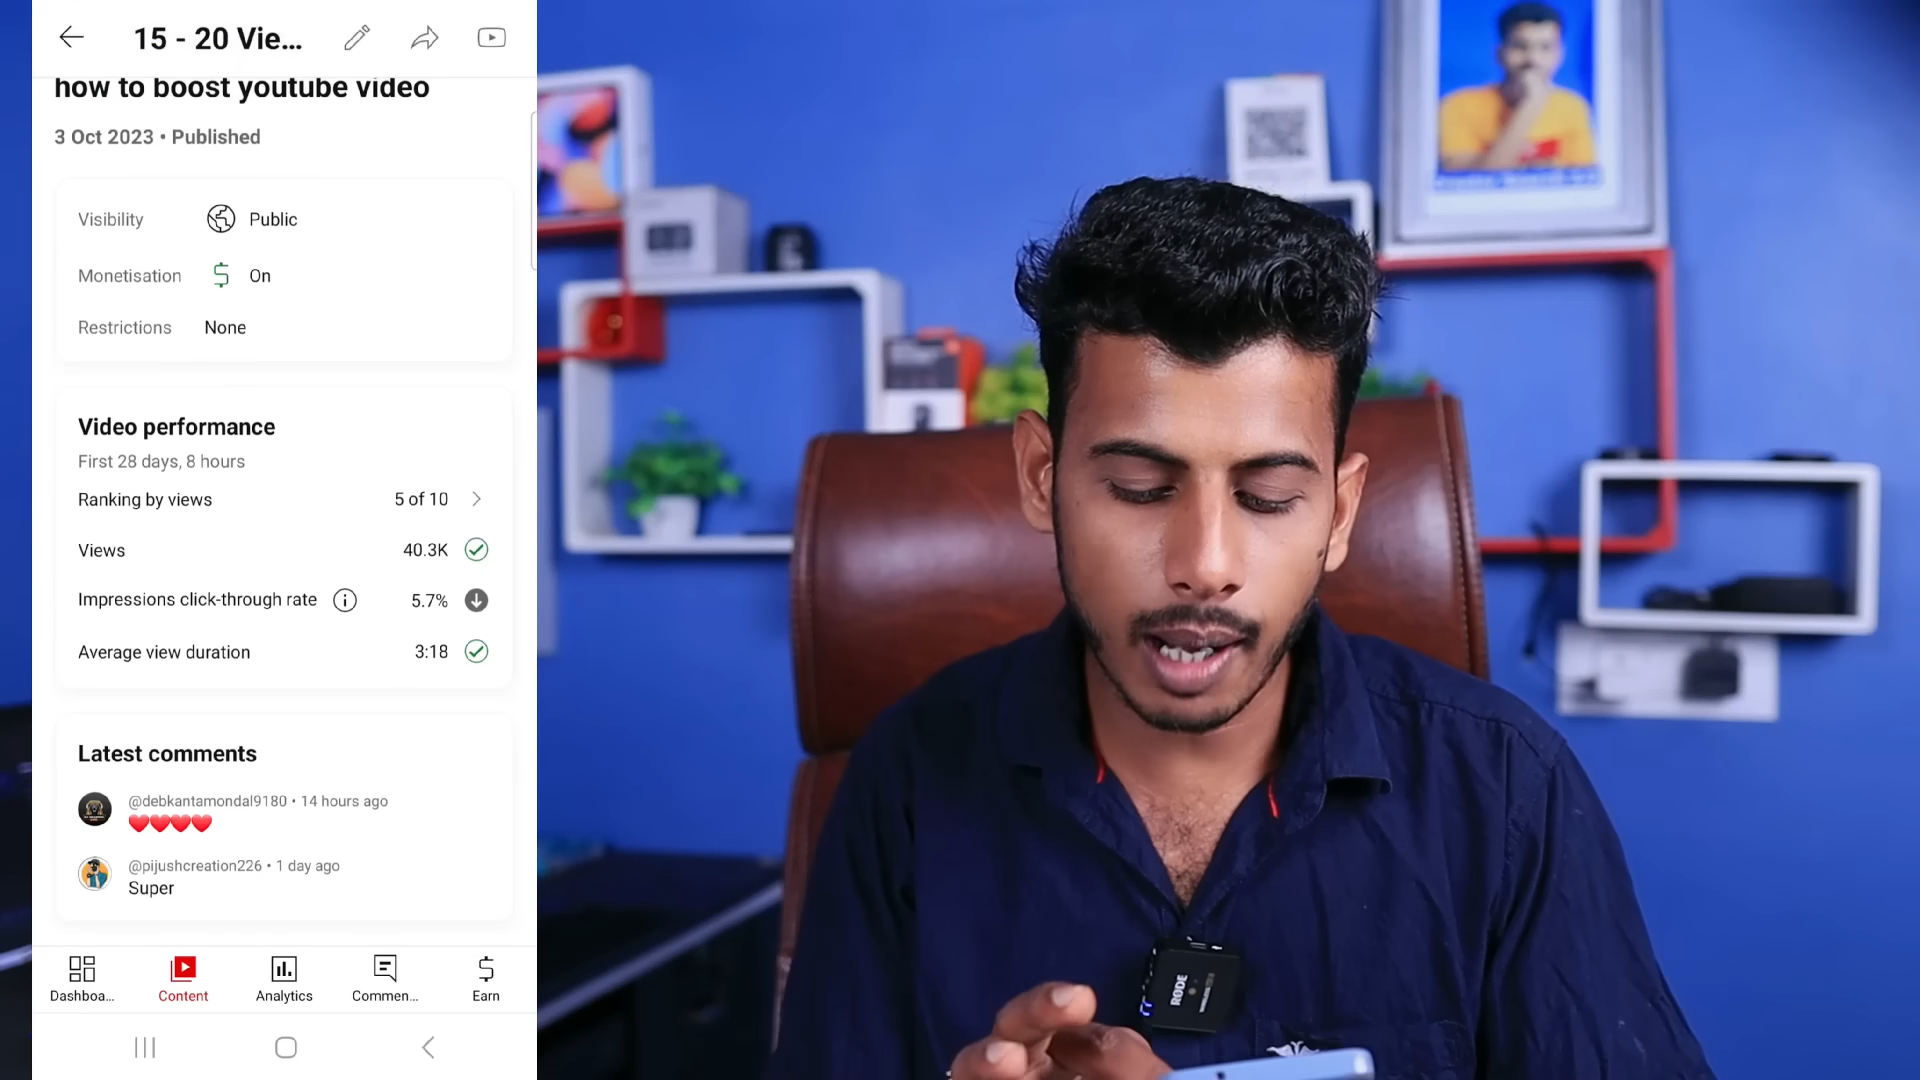 15 - 20 Vie...
how to boost youtube video
3 Oct 2023 • Published
Visibility Public
Monetisation On
Restrictions None
Video performance
First 28 days, 8 hours
Ranking by views 5 of 10
Views 40.3K
Impressions click-through rate 5.7%
Average view duration 3:18
Latest comments
@debkantamondal9180 • 14 hours ago
❤️❤️❤️❤️
@pijushcreation226 • 1 day ago
Super
Dashboa... Content Analytics Commen... Earn
RODE